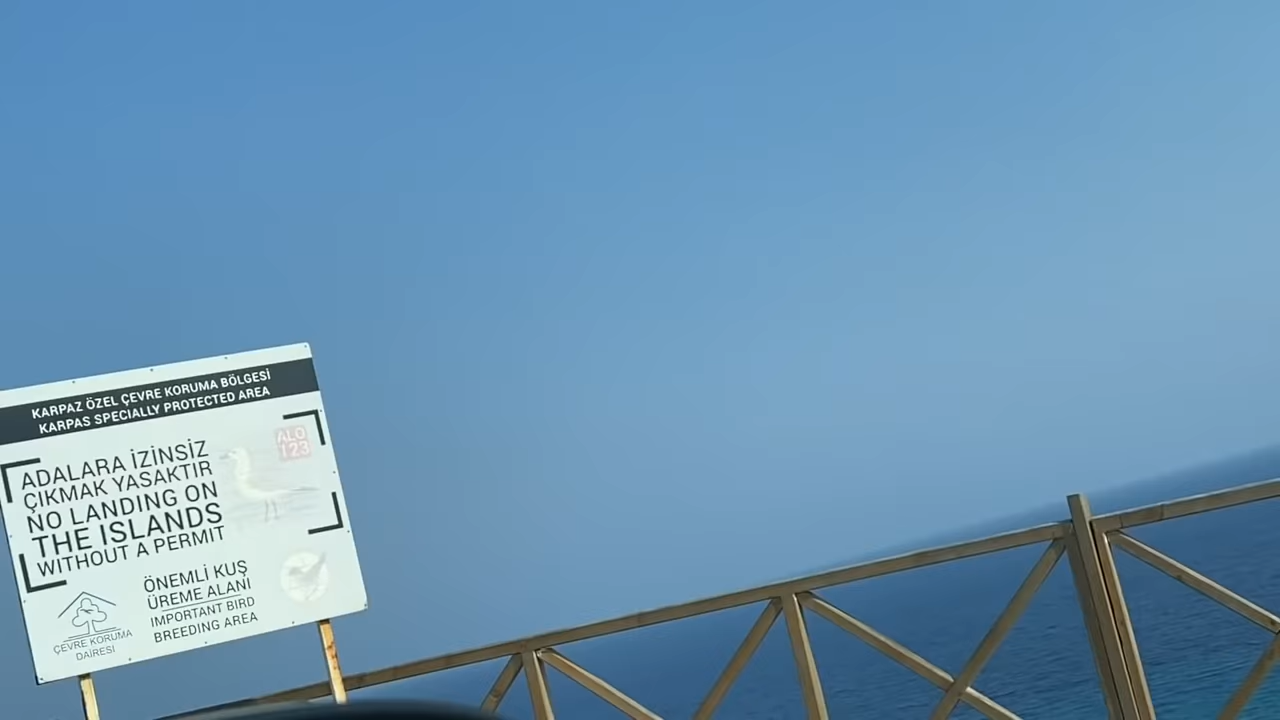 KARPAZ ÖZEL ÇEVRE KORUMA BÖLGESİ
KARPAS SPECIALLY PROTECTED AREA
ALO
123
ADALARA İZİNSİZ
ÇIKMAK YASAKTIR
NO LANDING ON
THE ISLANDS
WITHOUT A PERMIT
ÖNEMLİ KUŞ
ÜREME ALANI
IMPORTANT BIRD
BREEDING AREA
ÇEVRE KORUMA
DAİRESİ